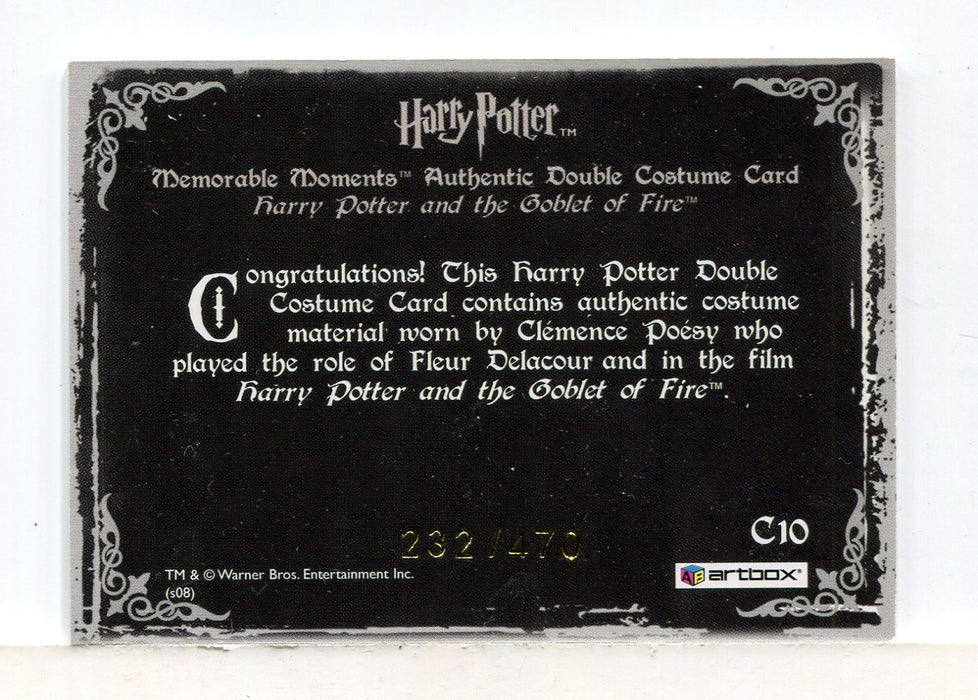 Harry Potter™
Memorable Moments™ Authentic Double Costume Card
Harry Potter and the Goblet of Fire™
Congratulations! This Harry Potter Double
Costume Card contains authentic costume
material worn by Clémence Poésy who
played the role of Fleur Delacour and in the film
Harry Potter and the Goblet of Fire™.
232/470
C10
TM & © Warner Bros. Entertainment Inc.
(s08)
AB artbox®